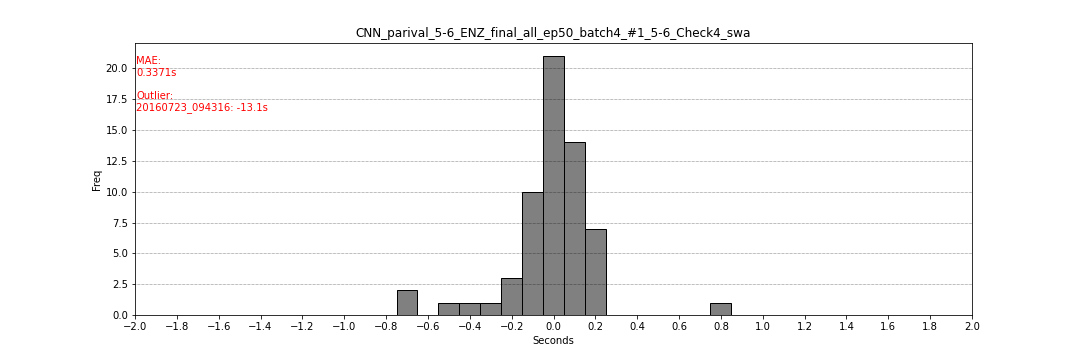 CNN_parival_5-6_ENZ_final_all_ep50_batch4_#1_5-6_Check4_swa
MAE:
0.3371s
Outlier:
20160723_094316: -13.1s
Freq
20.0
17.5
15.0
12.5
10.0
7.5
5.0
2.5
0.0
−2.0 −1.8 −1.6 −1.4 −1.2 −1.0 −0.8 −0.6 −0.4 −0.2 0.0 0.2 0.4 0.6 0.8 1.0 1.2 1.4 1.6 1.8 2.0
Seconds